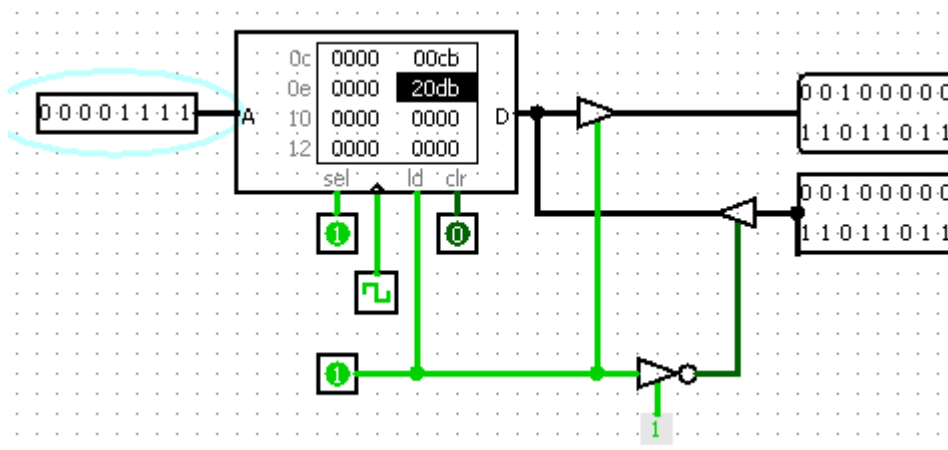 0c 0000 00cb
0e 0000 20db
10 0000 0000
12 0000 0000
0 0 0 0 1 1 1 1
A
D
sel ld clr
1
0
1
1
0 0 1 0 0 0 0 0
1 1 0 1 1 0 1 1
0 0 1 0 0 0 0 0
1 1 0 1 1 0 1 1